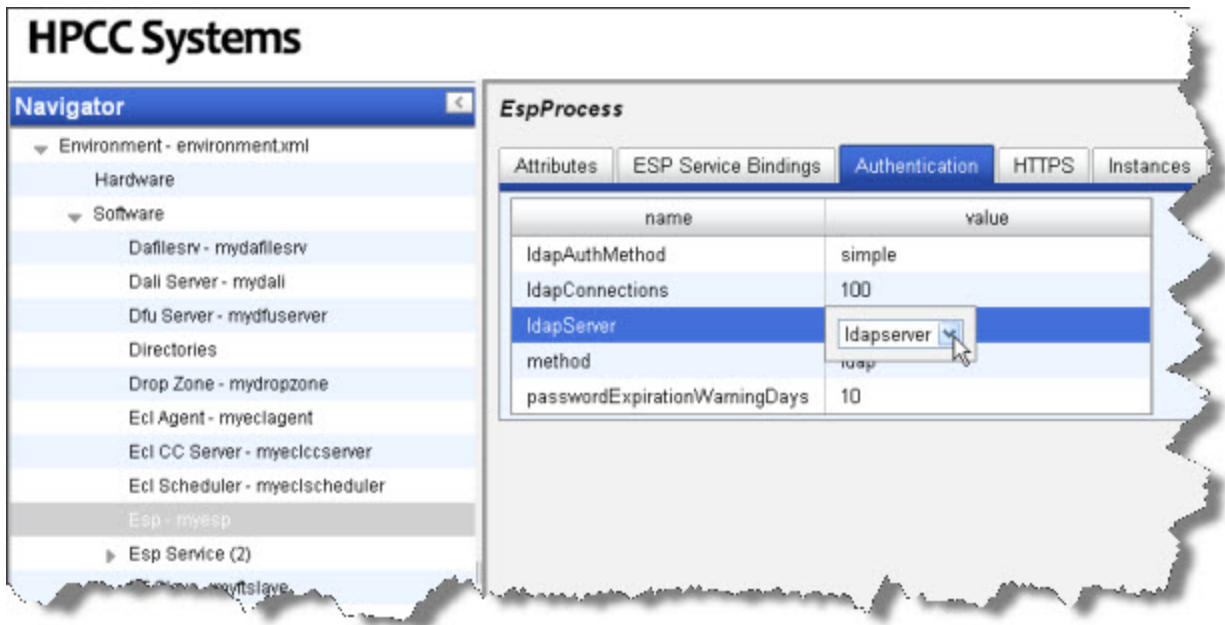 HPCC Systems
Navigator
Environment - environment.xml
Hardware
Software
Dafilesrv - mydafilesrv
Dali Server - mydali
Dfu Server - mydfuserver
Directories
Drop Zone - mydropzone
Ecl Agent - myeclagent
Ecl CC Server - myeclccserver
Ecl Scheduler - myeclscheduler
Esp - myesp
Esp Service (2)
myftslave
EspProcess
Attributes ESP Service Bindings Authentication HTTPS Instances
name value
ldapAuthMethod simple
ldapConnections 100
ldapServer ldapserver
method ldap
passwordExpirationWarningDays 10